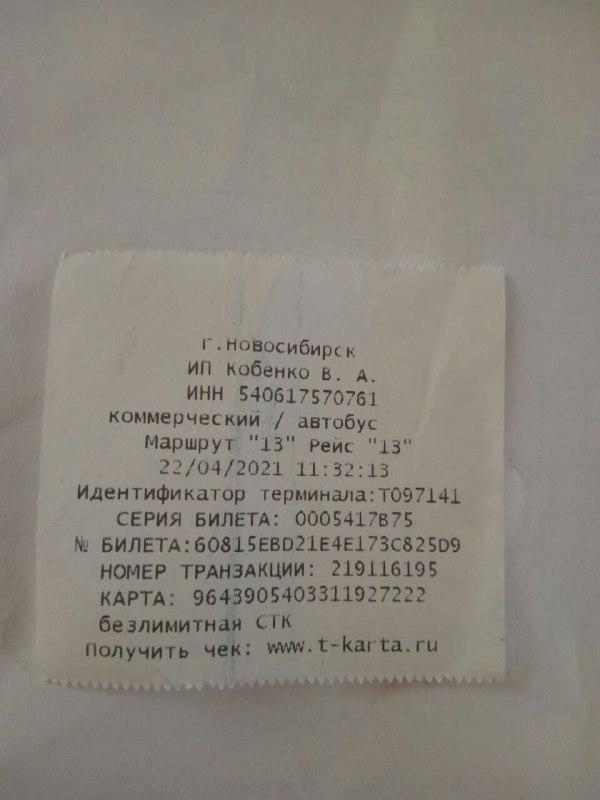 г.Новосибирск
ИП Кобенко В. А.
ИНН 540617570761
коммерческий / автобус
Маршрут "13" Рейс "13"
22/04/2021 11:32:13
Идентификатор терминала:T097141
СЕРИЯ БИЛЕТА: 0005417B75
№ БИЛЕТА:60815EBD21E4E173C825D9
НОМЕР ТРАНЗАКЦИИ: 219116195
КАРТА: 9643905403311927222
безлимитная СТК
Получить чек: www.t-karta.ru